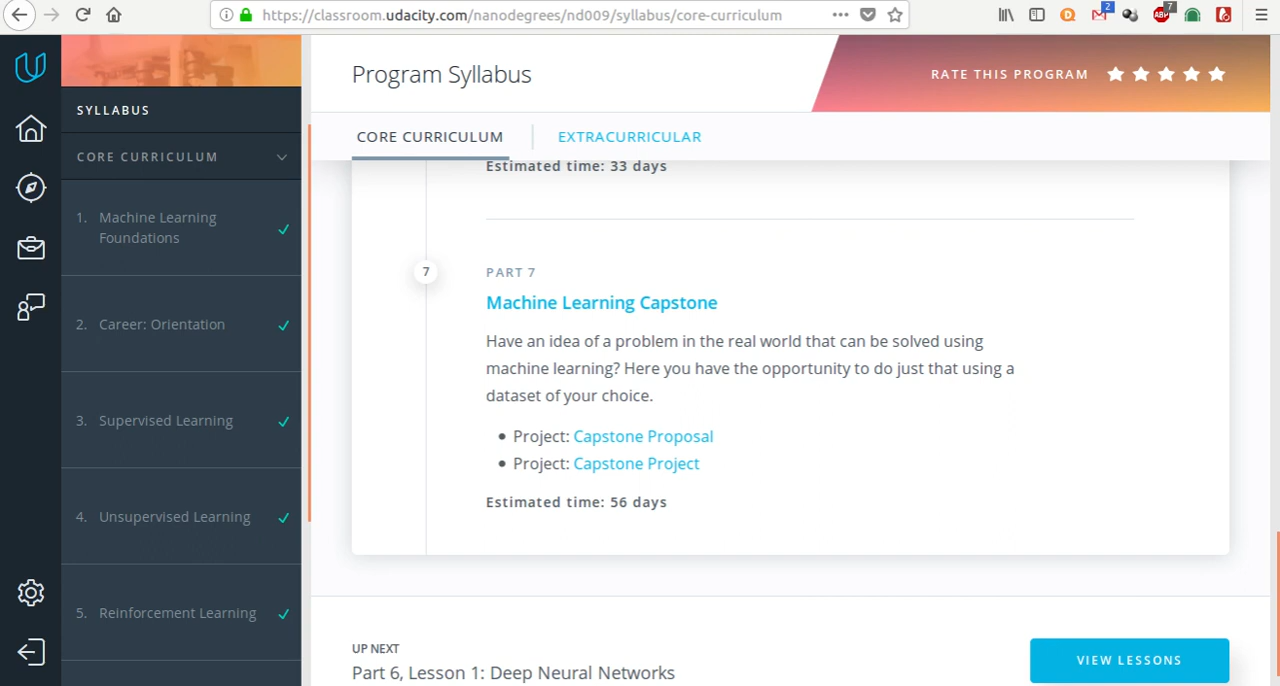 https://classroom.udacity.com/nanodegrees/nd009/syllabus/core-curriculum
2
ABP
7
SYLLABUS
CORE CURRICULUM
1. Machine Learning
Foundations
2. Career: Orientation
3. Supervised Learning
4. Unsupervised Learning
5. Reinforcement Learning
Program Syllabus
RATE THIS PROGRAM
CORE CURRICULUM
EXTRACURRICULAR
Estimated time: 33 days
7
PART 7
Machine Learning Capstone
Have an idea of a problem in the real world that can be solved using
machine learning? Here you have the opportunity to do just that using a
dataset of your choice.
• Project: Capstone Proposal
• Project: Capstone Project
Estimated time: 56 days
UP NEXT
Part 6, Lesson 1: Deep Neural Networks
VIEW LESSONS